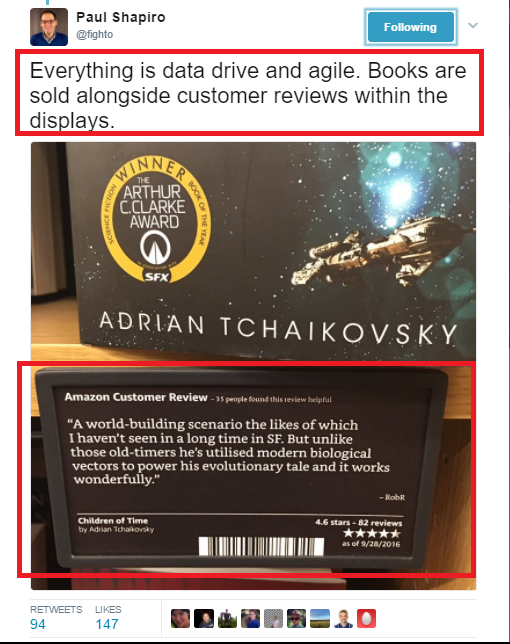 Paul Shapiro
@fighto
Following
Everything is data drive and agile. Books are
sold alongside customer reviews within the
displays.
WINNER
THE
ARTHUR
C.CLARKE
AWARD
SCIENCE FICTION
BOOK OF THE YEAR
SFX
ADRIAN TCHAIKOVSKY
Amazon Customer Review – 35 people found this review helpful
“A world-building scenario the likes of which
I haven’t seen in a long time in SF. But unlike
those old-timers he’s utilised modern biological
vectors to power his evolutionary tale and it works
wonderfully.”
– RobR
Children of Time
by Adrian Tchaikovsky
4.6 stars – 82 reviews
as of 9/28/2016
RETWEETS LIKES
94 147